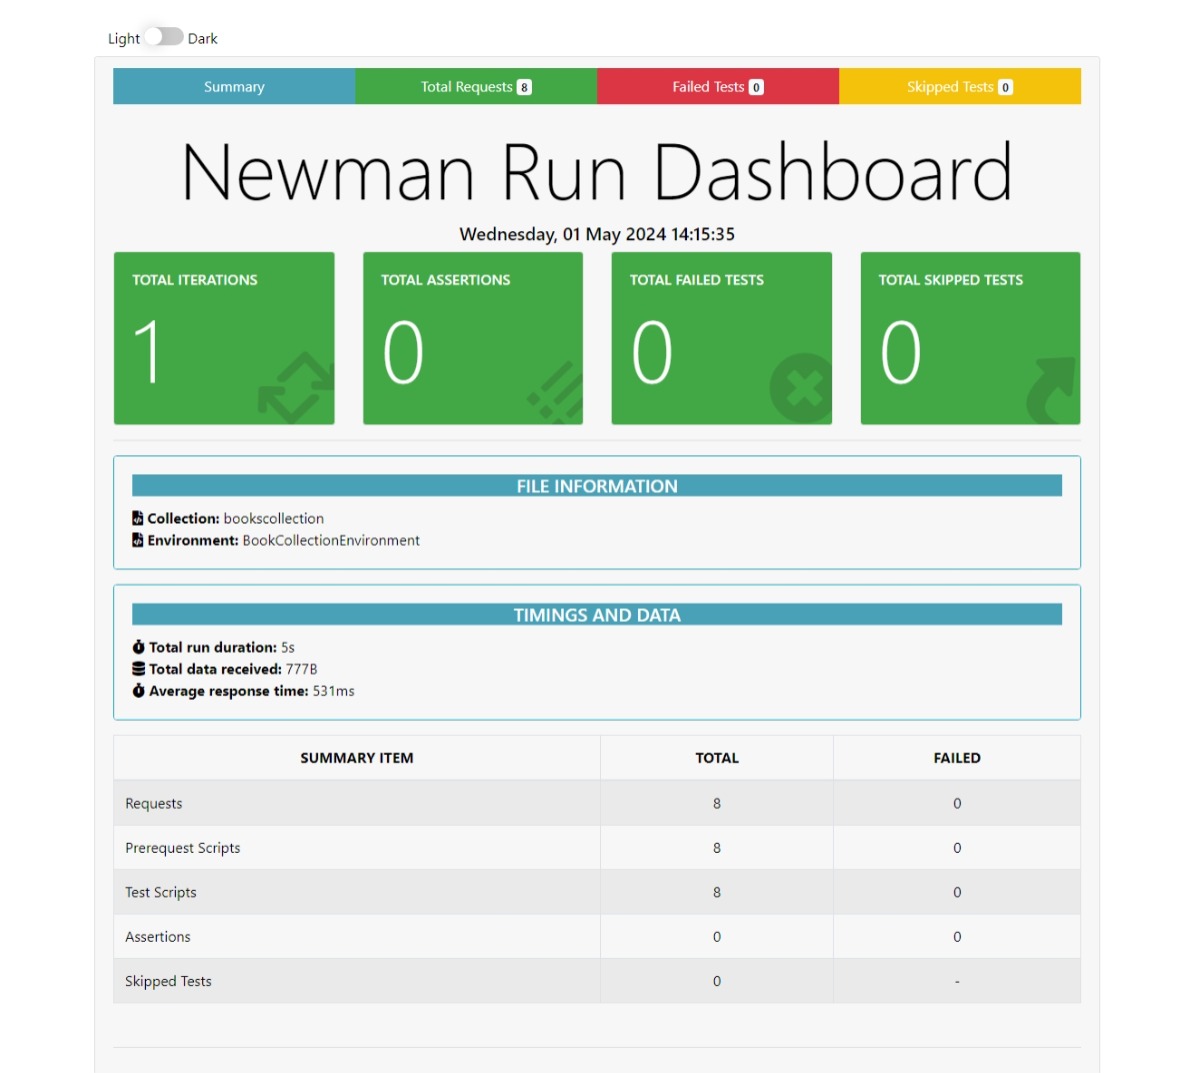 Light Dark
Summary Total Requests 8 Failed Tests 0 Skipped Tests 0
Newman Run Dashboard
Wednesday, 01 May 2024 14:15:35
TOTAL ITERATIONS TOTAL ASSERTIONS TOTAL FAILED TESTS TOTAL SKIPPED TESTS
1 0 0 0
FILE INFORMATION
Collection: bookscollection
Environment: BookCollectionEnvironment
TIMINGS AND DATA
Total run duration: 5s
Total data received: 777B
Average response time: 531ms
SUMMARY ITEM TOTAL FAILED
Requests 8 0
Prerequest Scripts 8 0
Test Scripts 8 0
Assertions 0 0
Skipped Tests 0 -